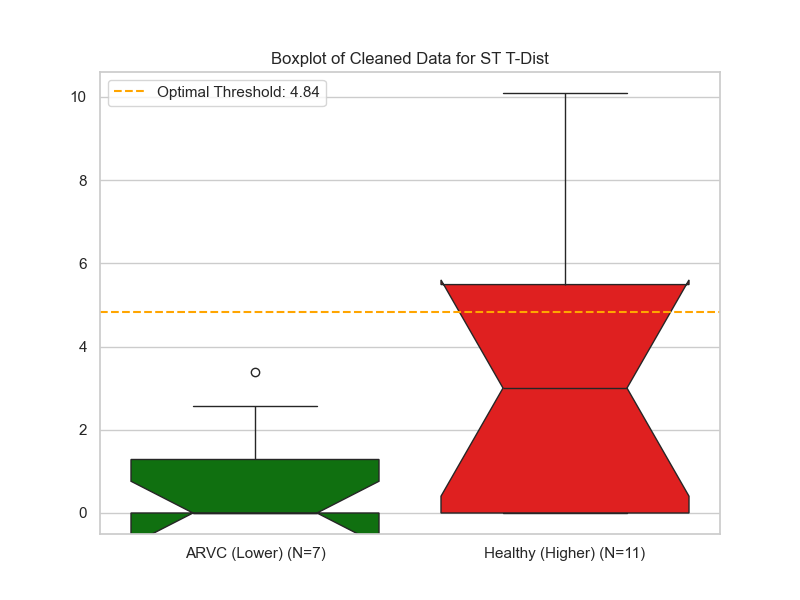 Boxplot of Cleaned Data for ST T-Dist
Optimal Threshold: 4.84
10
8
6
4
2
0
ARVC (Lower) (N=7)
Healthy (Higher) (N=11)